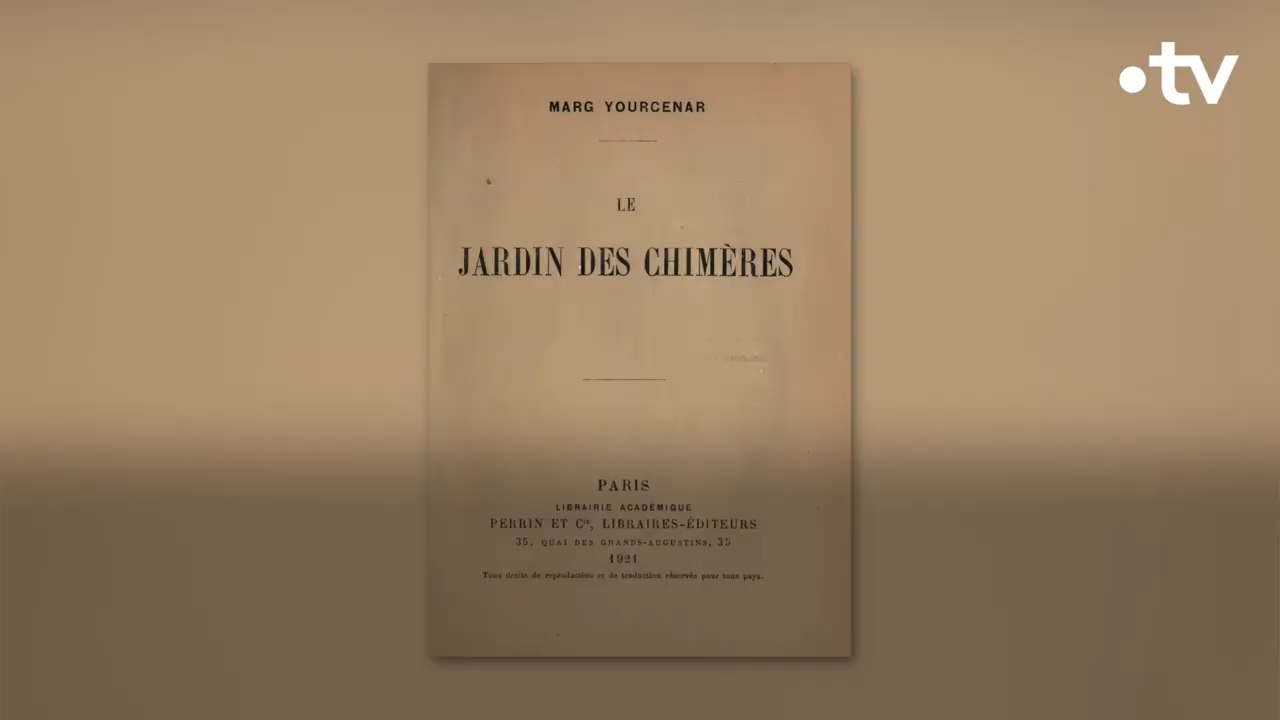 •tv
MARG YOURCENAR
LE
JARDIN DES CHIMÈRES
PARIS
LIBRAIRIE ACADÉMIQUE
PERRIN ET Cie, LIBRAIRES-ÉDITEURS
35, QUAI DES GRANDS-AUGUSTINS, 35
1921
Tous droits de reproduction et de traduction réservés pour tous pays.